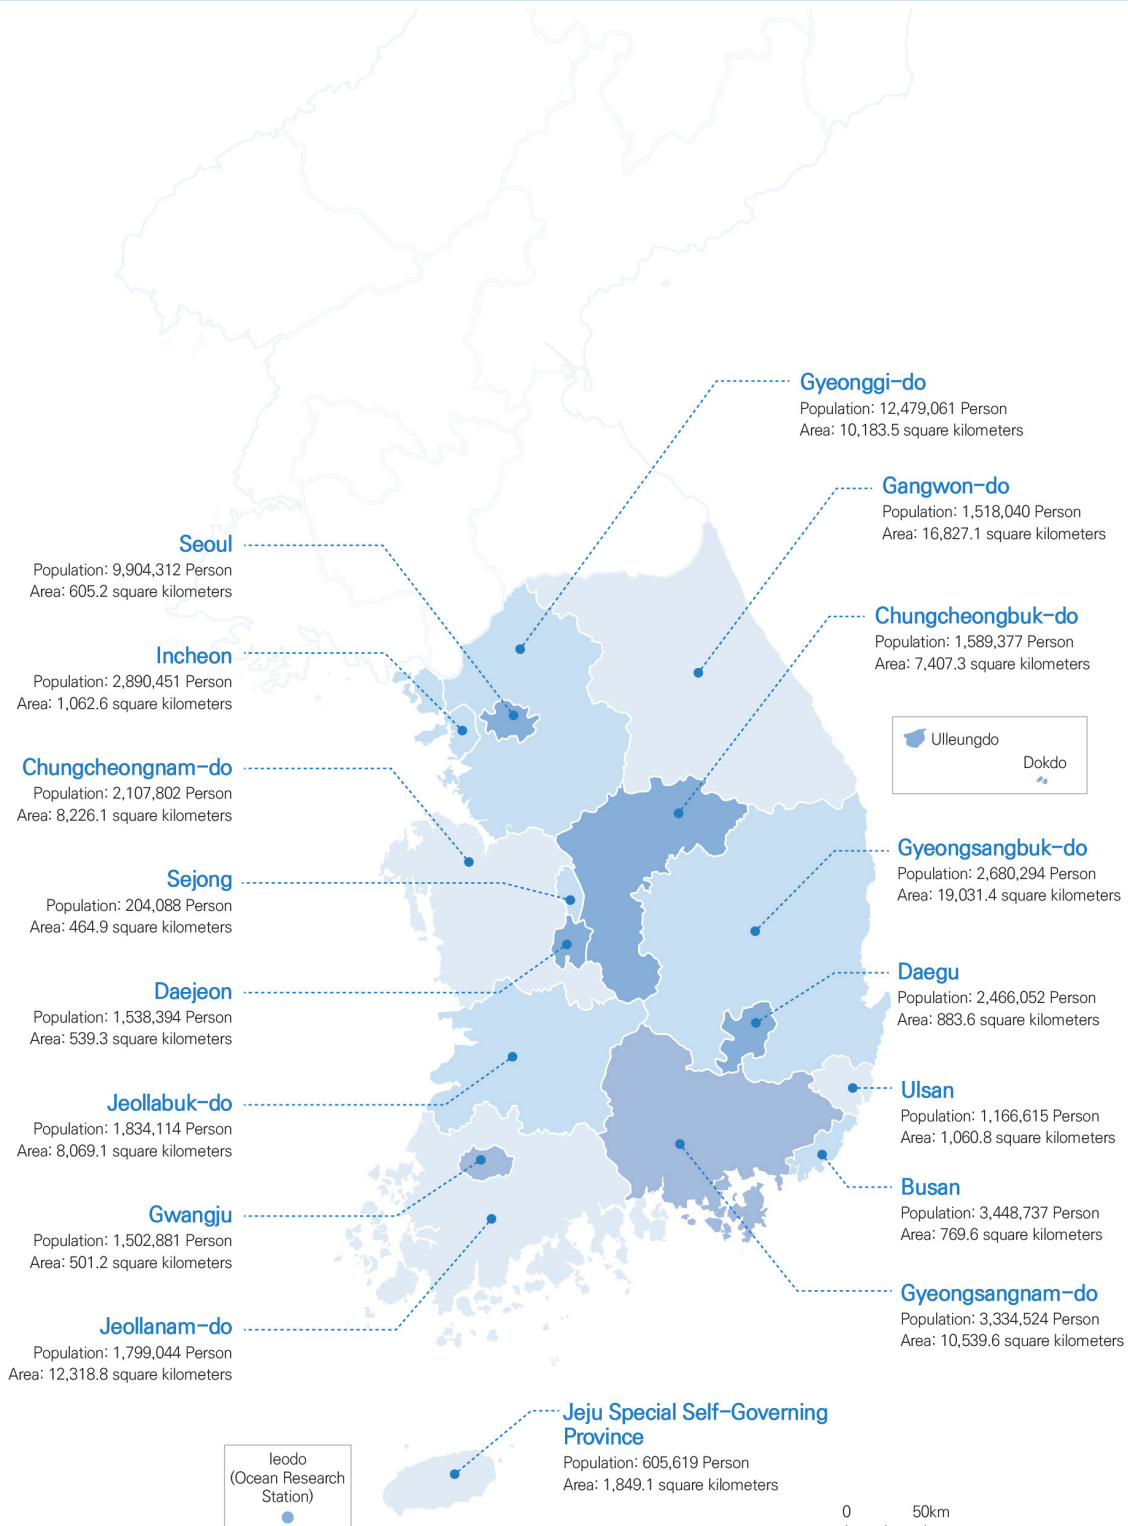 Gyeonggi-do
Population: 12,479,061 Person
Area: 10,183.5 square kilometers
Gangwon-do
Population: 1,518,040 Person
Area: 16,827.1 square kilometers
Seoul
Population: 9,904,312 Person
Area: 605.2 square kilometers
Chungcheongbuk-do
Population: 1,589,377 Person
Area: 7,407.3 square kilometers
Incheon
Population: 2,890,451 Person
Area: 1,062.6 square kilometers
Ulleungdo
Dokdo
Chungcheongnam-do
Population: 2,107,802 Person
Area: 8,226.1 square kilometers
Gyeongsangbuk-do
Population: 2,680,294 Person
Area: 19,031.4 square kilometers
Sejong
Population: 204,088 Person
Area: 464.9 square kilometers
Daegu
Population: 2,466,052 Person
Area: 883.6 square kilometers
Daejeon
Population: 1,538,394 Person
Area: 539.3 square kilometers
Ulsan
Population: 1,166,615 Person
Area: 1,060.8 square kilometers
Jeollabuk-do
Population: 1,834,114 Person
Area: 8,069.1 square kilometers
Busan
Population: 3,448,737 Person
Area: 769.6 square kilometers
Gwangju
Population: 1,502,881 Person
Area: 501.2 square kilometers
Gyeongsangnam-do
Population: 3,334,524 Person
Area: 10,539.6 square kilometers
Jeollanam-do
Population: 1,799,044 Person
Area: 12,318.8 square kilometers
Jeju Special Self-Governing
Province
Population: 605,619 Person
Area: 1,849.1 square kilometers
Ieodo
(Ocean Research
Station)
0 50km